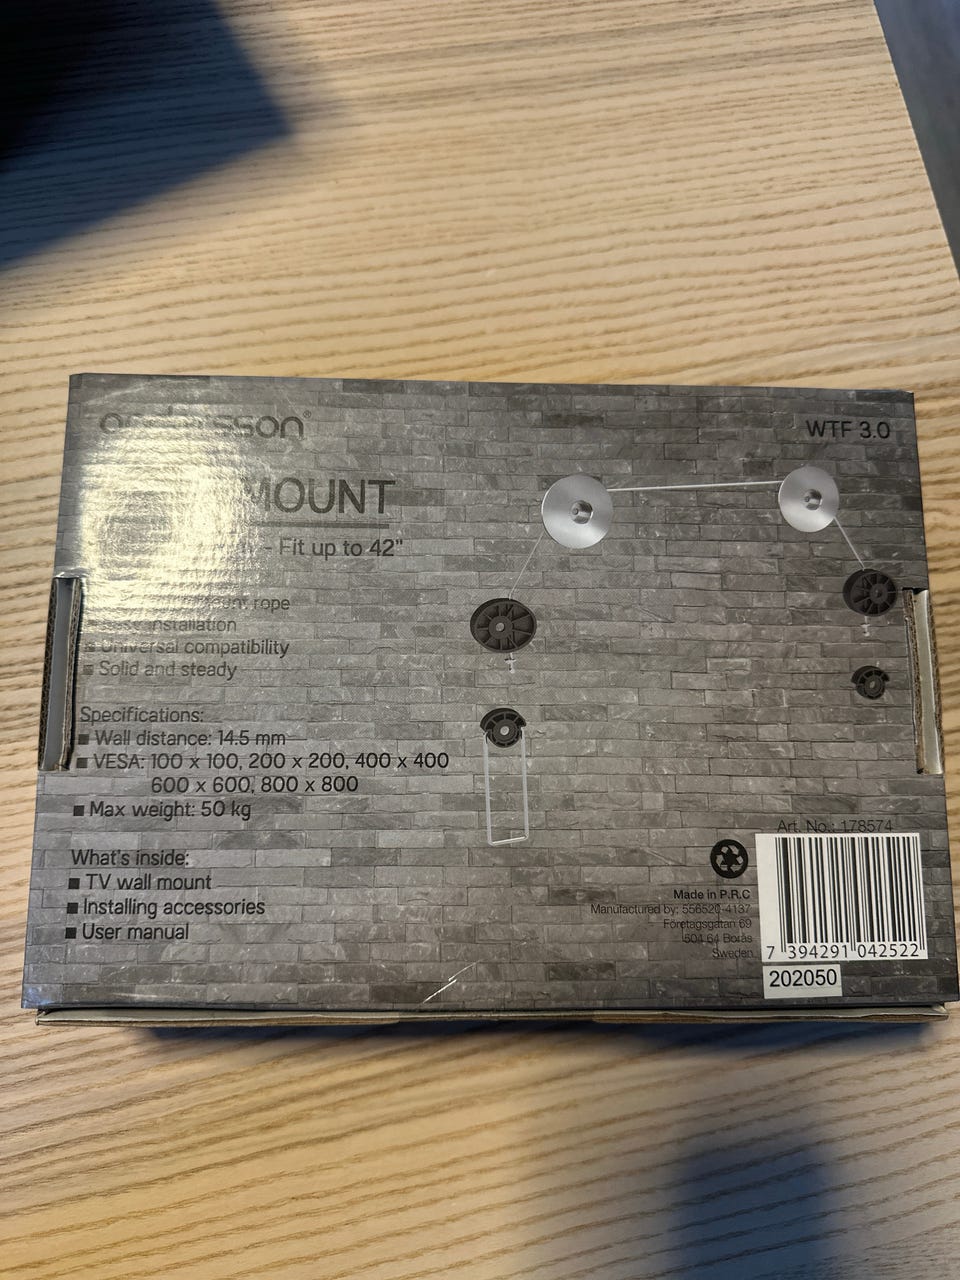 andersson®
WTF 3.0
MOUNT
- Fit up to 42"
rope
Easy installation
■ Universal compatibility
■ Solid and steady
Specifications:
■ Wall distance: 14.5 mm
■ VESA: 100 x 100, 200 x 200, 400 x 400
600 x 600, 800 x 800
■ Max weight: 50 kg
What's inside:
■ TV wall mount
■ Installing accessories
■ User manual
Art. No.: 178574
Made in P.R.C
Manufactured by: 556520-4137
Företagsgatan 69
504 64 Borås
Sweden
7 394291 042522
202050